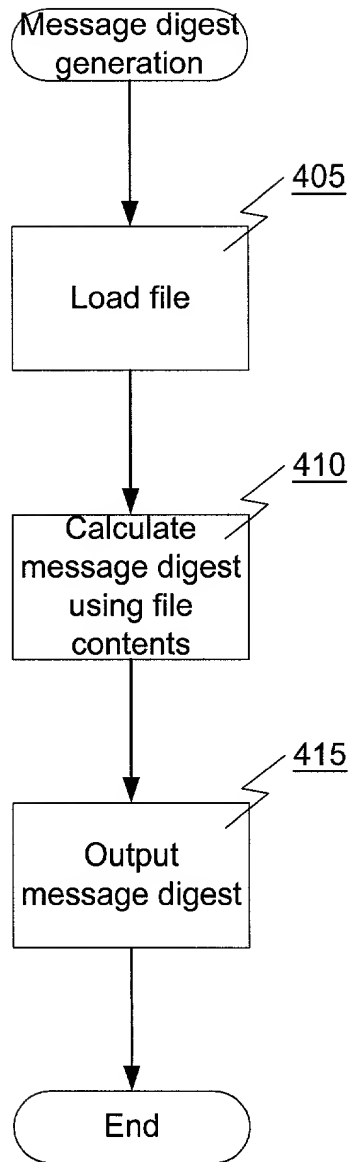 Message digest
generation
405
Load file
410
Calculate
message digest
using file
contents
415
Output
message digest
End